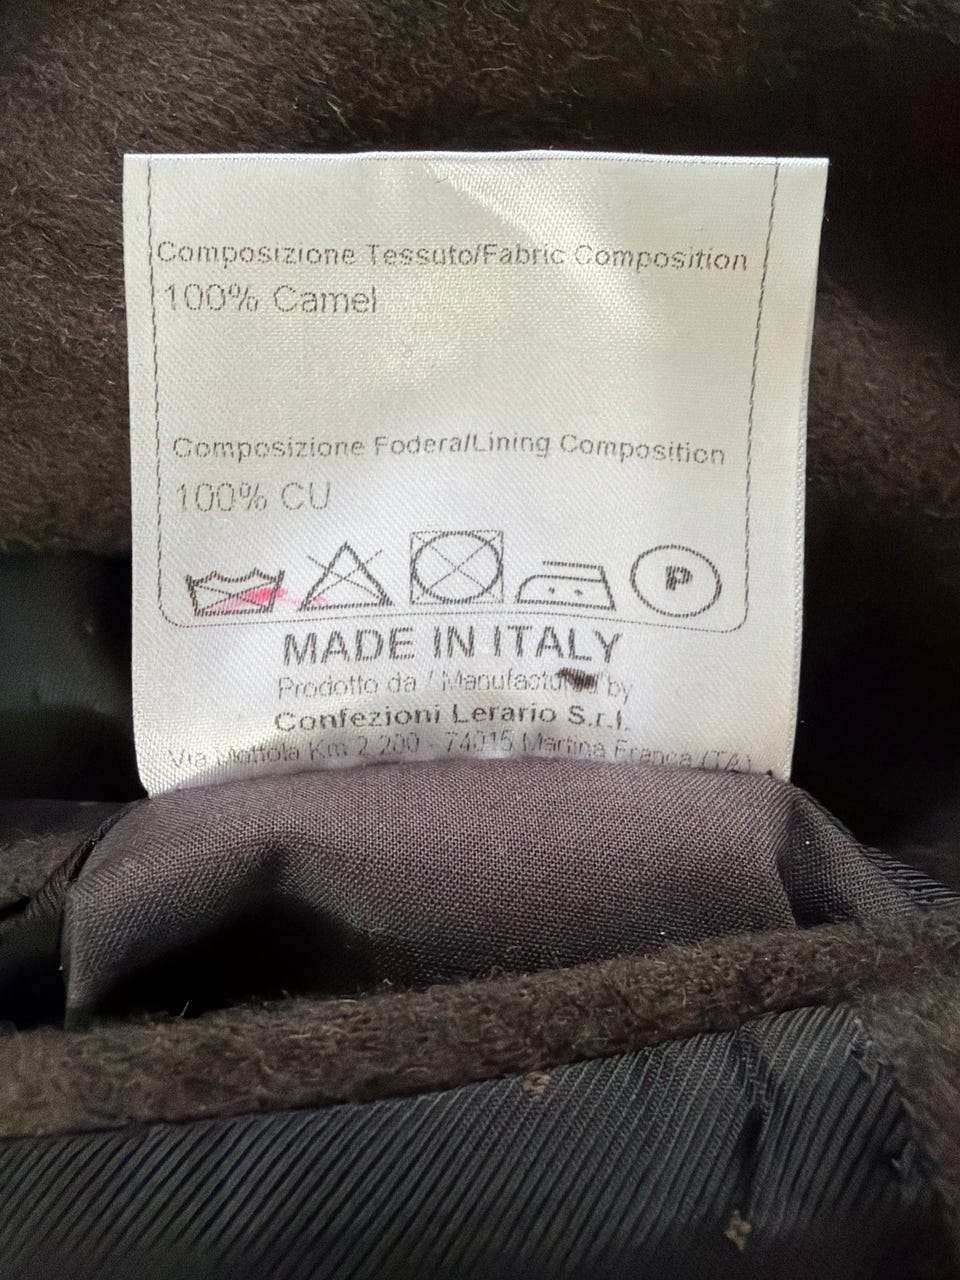 Composizione Tessuto/Fabric Composition
100% Camel
Composizione Fodera/Lining Composition
100% CU
P
MADE IN ITALY
Prodotto da / Manufactured by
Confezioni Lerario S.r.l.
Via Mottola Km 2.200 - 74015 Martina Franca (TA)